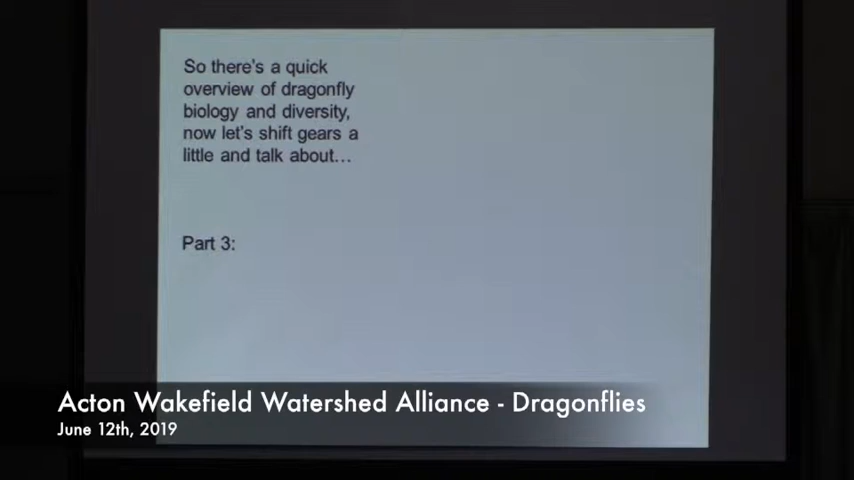 So there's a quick
overview of dragonfly
biology and diversity,
now let's shift gears a
little and talk about...
Part 3:
Acton Wakefield Watershed Alliance - Dragonflies
June 12th, 2019